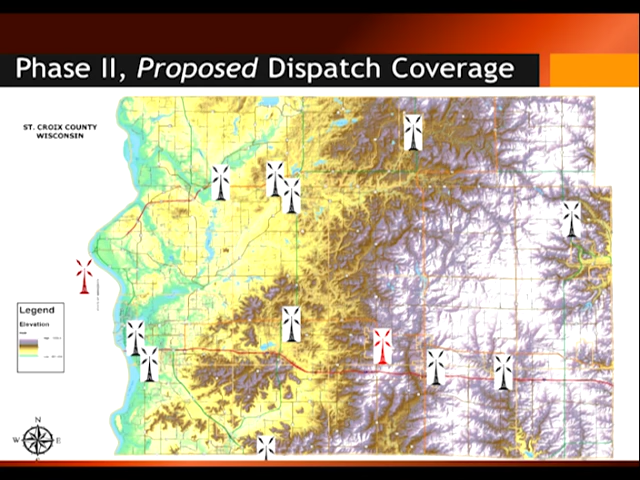 Phase II, Proposed Dispatch Coverage
ST. CROIX COUNTY
WISCONSIN
Legend
Elevation
N
W
E